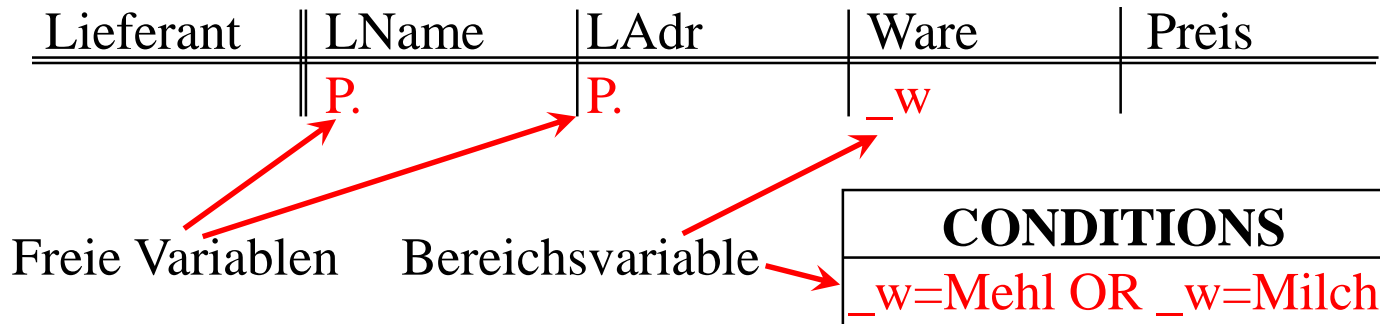 Lieferant LName LAdr Ware Preis
P. P. _w
CONDITIONS
Freie Variablen Bereichsvariable
_w=Mehl OR _w=Milch